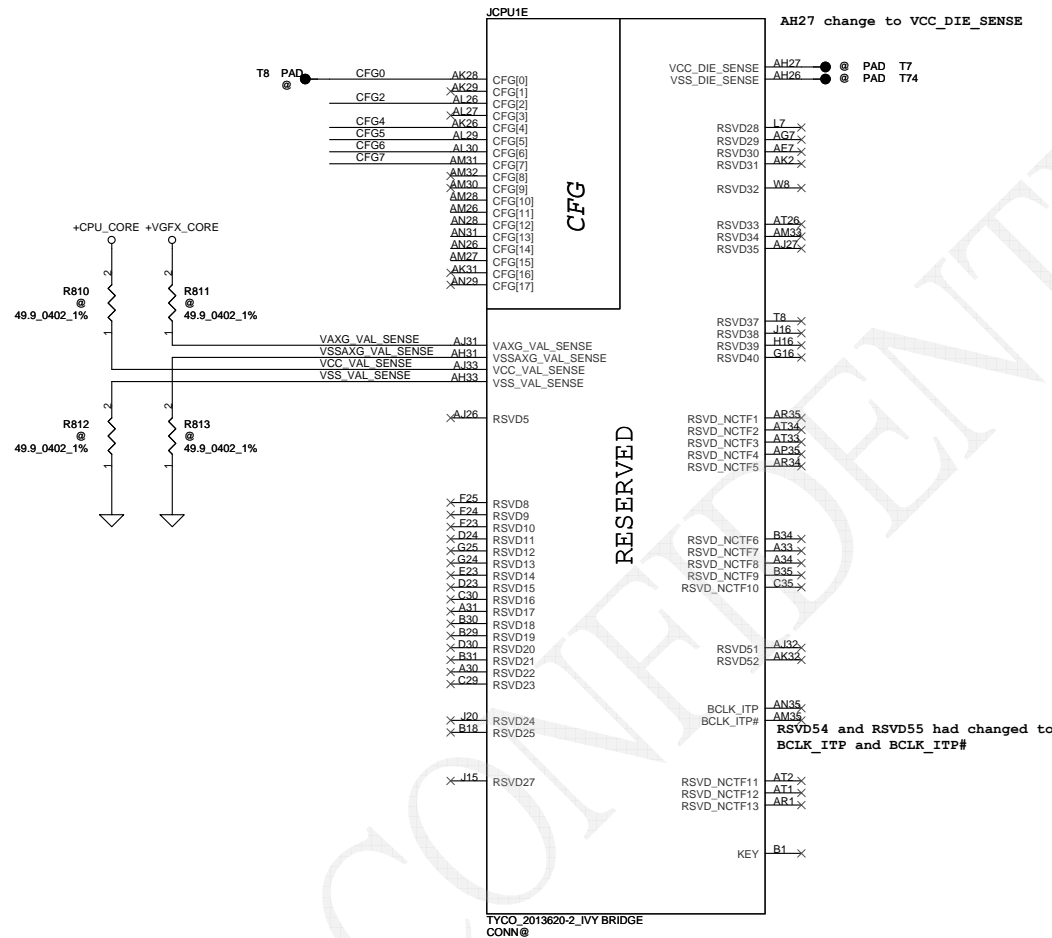 JCPU1E
AH27 change to VCC_DIE_SENSE
T8 PAD
@
CFG0 AK28 CFG[0]
AK29 CFG[1]
CFG2 AL26 CFG[2]
AL27 CFG[3]
CFG4 AK26 CFG[4]
CFG5 AL29 CFG[5]
CFG6 AL30 CFG[6]
CFG7 AM31 CFG[7]
AM32 CFG[8]
AM30 CFG[9]
AM28 CFG[10]
AM26 CFG[11]
AN28 CFG[12]
AN31 CFG[13]
AN26 CFG[14]
AM27 CFG[15]
AK31 CFG[16]
AN29 CFG[17]
CFG
VCC_DIE_SENSE AH27 @ PAD T7
VSS_DIE_SENSE AH26 @ PAD T74
RSVD28 L7
RSVD29 AG7
RSVD30 AE7
RSVD31 AK2
RSVD32 W8
RSVD33 AT26
RSVD34 AM33
RSVD35 AJ27
RSVD37 T8
RSVD38 J16
RSVD39 H16
RSVD40 G16
+CPU_CORE +VGFX_CORE
2 2
R810 R811
@ @
49.9_0402_1% 49.9_0402_1%
1 1
VAXG_VAL_SENSE AJ31 VAXG_VAL_SENSE
VSSAXG_VAL_SENSE AH31 VSSAXG_VAL_SENSE
VCC_VAL_SENSE AJ33 VCC_VAL_SENSE
VSS_VAL_SENSE AH33 VSS_VAL_SENSE
2 2
R812 R813
@ @
49.9_0402_1% 49.9_0402_1%
1 1
AJ26 RSVD5
RESERVED
RSVD_NCTF1 AR35
RSVD_NCTF2 AT34
RSVD_NCTF3 AT33
RSVD_NCTF4 AP35
RSVD_NCTF5 AR34
F25 RSVD8
F24 RSVD9
F23 RSVD10
D24 RSVD11
G25 RSVD12
G24 RSVD13
E23 RSVD14
D23 RSVD15
C30 RSVD16
A31 RSVD17
B30 RSVD18
B29 RSVD19
D30 RSVD20
B31 RSVD21
A30 RSVD22
C29 RSVD23
RSVD_NCTF6 B34
RSVD_NCTF7 A33
RSVD_NCTF8 A34
RSVD_NCTF9 B35
RSVD_NCTF10 C35
RSVD51 AJ32
RSVD52 AK32
J20 RSVD24
B18 RSVD25
BCLK_ITP AN35
BCLK_ITP# AM35
RSVD54 and RSVD55 had changed to
BCLK_ITP and BCLK_ITP#
J15 RSVD27
RSVD_NCTF11 AT2
RSVD_NCTF12 AT1
RSVD_NCTF13 AR1
KEY B1
TYCO_2013620-2_IVY BRIDGE
CONN@
CONFIDENT